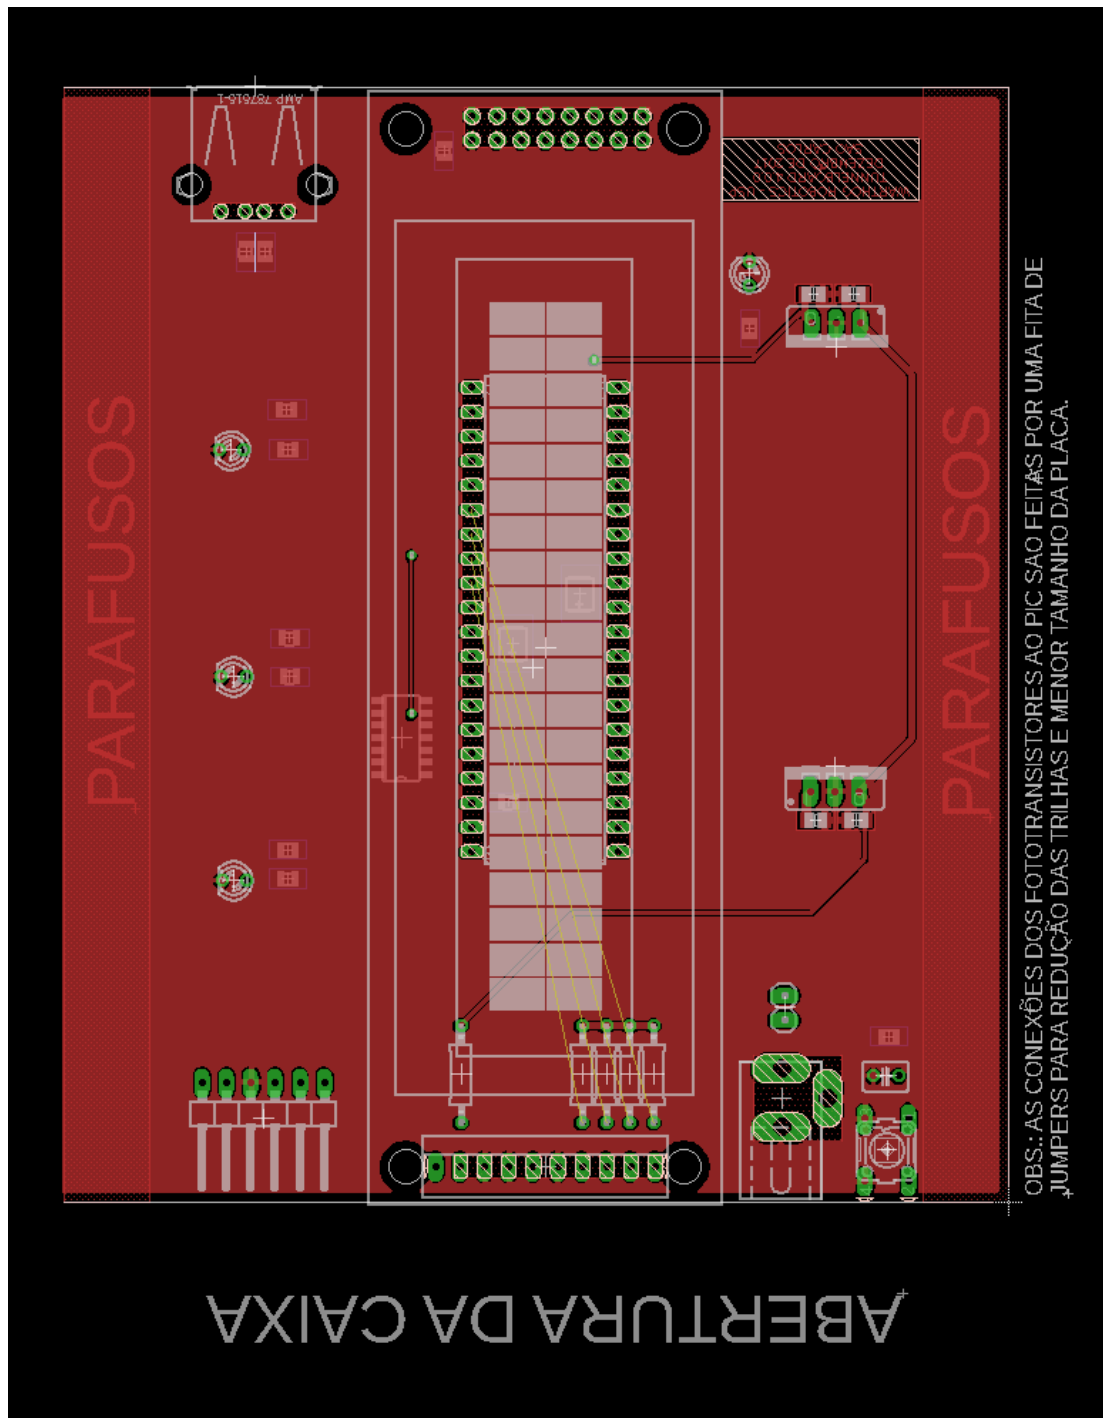 AMP 787616-1
PARAFUSOS
PARAFUSOS
OBS.: AS CONEXÕES DOS FOTOTRANSISTORES AO PIC SAO FEITAS POR UMA FITA DE
JUMPERS PARA REDUÇÃO DAS TRILHAS E MENOR TAMANHO DA PLACA.
ABERTURA DA CAIXA